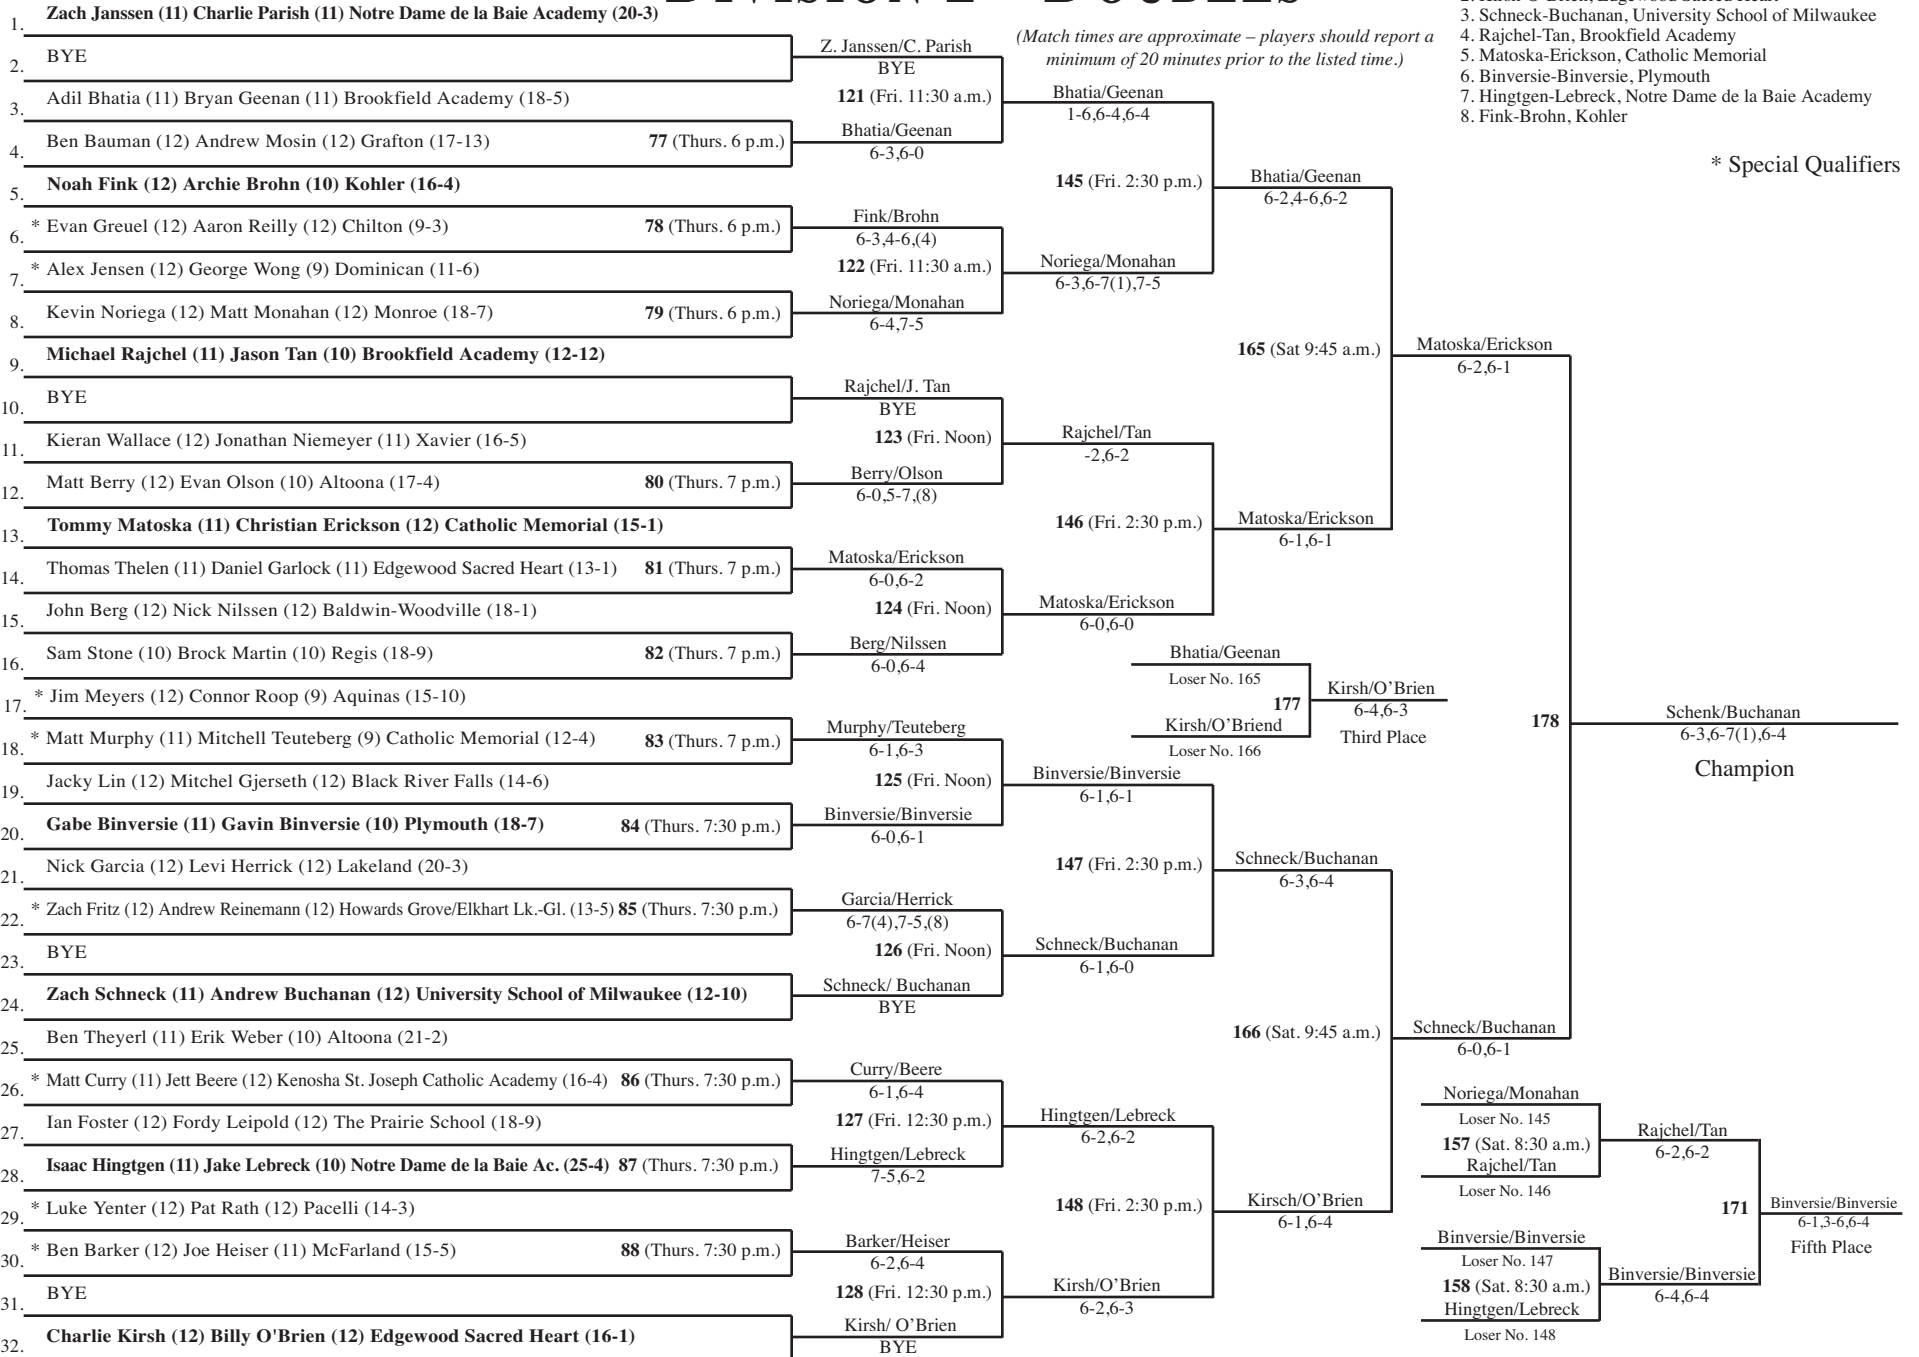 1. Zach Janssen (11) Charlie Parish (11) Notre Dame de la Baie Academy (20-3)
2. BYE
3. Adil Bhatia (11) Bryan Geenan (11) Brookfield Academy (18-5)
4. Ben Bauman (12) Andrew Mosin (12) Grafton (17-13) 77 (Thurs. 6 p.m.)
5. Noah Fink (12) Archie Brohn (10) Kohler (16-4)
6. * Evan Greuel (12) Aaron Reilly (12) Chilton (9-3) 78 (Thurs. 6 p.m.)
7. * Alex Jensen (12) George Wong (9) Dominican (11-6)
8. Kevin Noriega (12) Matt Monahan (12) Monroe (18-7) 79 (Thurs. 6 p.m.)
9. Michael Rajchel (11) Jason Tan (10) Brookfield Academy (12-12)
10. BYE
11. Kieran Wallace (12) Jonathan Niemeyer (11) Xavier (16-5)
12. Matt Berry (12) Evan Olson (10) Altoona (17-4) 80 (Thurs. 7 p.m.)
13. Tommy Matoska (11) Christian Erickson (12) Catholic Memorial (15-1)
14. Thomas Thelen (11) Daniel Garlock (11) Edgewood Sacred Heart (13-1) 81 (Thurs. 7 p.m.)
15. John Berg (12) Nick Nilssen (12) Baldwin-Woodville (18-1)
16. Sam Stone (10) Brock Martin (10) Regis (18-9) 82 (Thurs. 7 p.m.)
17. * Jim Meyers (12) Connor Roop (9) Aquinas (15-10)
18. * Matt Murphy (11) Mitchell Teuteberg (9) Catholic Memorial (12-4) 83 (Thurs. 7 p.m.)
19. Jacky Lin (12) Mitchel Gjerseth (12) Black River Falls (14-6)
20. Gabe Binversie (11) Gavin Binversie (10) Plymouth (18-7) 84 (Thurs. 7:30 p.m.)
21. Nick Garcia (12) Levi Herrick (12) Lakeland (20-3)
22. * Zach Fritz (12) Andrew Reinemann (12) Howards Grove/Elkhart Lk.-Gl. (13-5) 85 (Thurs. 7:30 p.m.)
23. BYE
24. Zach Schneck (11) Andrew Buchanan (12) University School of Milwaukee (12-10)
25. Ben Theyerl (11) Erik Weber (10) Altoona (21-2)
26. * Matt Curry (11) Jett Beere (12) Kenosha St. Joseph Catholic Academy (16-4) 86 (Thurs. 7:30 p.m.)
27. Ian Foster (12) Fordy Leipold (12) The Prairie School (18-9)
28. Isaac Hingtgen (11) Jake Lebreck (10) Notre Dame de la Baie Ac. (25-4) 87 (Thurs. 7:30 p.m.)
29. * Luke Yenter (12) Pat Rath (12) Pacelli (14-3)
30. * Ben Barker (12) Joe Heiser (11) McFarland (15-5) 88 (Thurs. 7:30 p.m.)
31. BYE
32. Charlie Kirsh (12) Billy O'Brien (12) Edgewood Sacred Heart (16-1)
Z. Janssen/C. Parish
BYE
121 (Fri. 11:30 a.m.)
Bhatia/Geenan
6-3,6-0
Fink/Brohn
6-3,4-6,(4)
122 (Fri. 11:30 a.m.)
Noriega/Monahan
6-4,7-5
Rajchel/J. Tan
BYE
123 (Fri. Noon)
Berry/Olson
6-0,5-7,(8)
Matoska/Erickson
6-0,6-2
124 (Fri. Noon)
Berg/Nilssen
6-0,6-4
Murphy/Teuteberg
6-1,6-3
125 (Fri. Noon)
Binversie/Binversie
6-0,6-1
Garcia/Herrick
6-7(4),7-5,(8)
126 (Fri. Noon)
Schneck/ Buchanan
BYE
Curry/Beere
6-1,6-4
127 (Fri. 12:30 p.m.)
Hingtgen/Lebreck
7-5,6-2
Barker/Heiser
6-2,6-4
128 (Fri. 12:30 p.m.)
Kirsh/ O'Brien
BYE
(Match times are approximate – players should report a
minimum of 20 minutes prior to the listed time.)
Bhatia/Geenan
1-6,6-4,6-4
145 (Fri. 2:30 p.m.)
Noriega/Monahan
6-3,6-7(1),7-5
Rajchel/Tan
-2,6-2
146 (Fri. 2:30 p.m.)
Matoska/Erickson
6-0,6-0
Binversie/Binversie
6-1,6-1
147 (Fri. 2:30 p.m.)
Schneck/Buchanan
6-1,6-0
Hingtgen/Lebreck
6-2,6-2
148 (Fri. 2:30 p.m.)
Kirsh/O'Brien
6-2,6-3
Bhatia/Geenan
6-2,4-6,6-2
165 (Sat 9:45 a.m.)
Matoska/Erickson
6-1,6-1
Schneck/Buchanan
6-3,6-4
166 (Sat. 9:45 a.m.)
Kirsch/O'Brien
6-1,6-4
Matoska/Erickson
6-2,6-1
178
Schneck/Buchanan
6-0,6-1
Schenk/Buchanan
6-3,6-7(1),6-4
Champion
Bhatia/Geenan
Loser No. 165
177
Kirsh/O'Briend
Loser No. 166
Kirsh/O'Brien
6-4,6-3
Third Place
Noriega/Monahan
Loser No. 145
157 (Sat. 8:30 a.m.)
Rajchel/Tan
Loser No. 146
Rajchel/Tan
6-2,6-2
171
Binversie/Binversie
Loser No. 147
158 (Sat. 8:30 a.m.)
Hingtgen/Lebreck
Loser No. 148
Binversie/Binversie
6-4,6-4
Binversie/Binversie
6-1,3-6,6-4
Fifth Place
3. Schneck-Buchanan, University School of Milwaukee
4. Rajchel-Tan, Brookfield Academy
5. Matoska-Erickson, Catholic Memorial
6. Binversie-Binversie, Plymouth
7. Hingtgen-Lebreck, Notre Dame de la Baie Academy
8. Fink-Brohn, Kohler
* Special Qualifiers